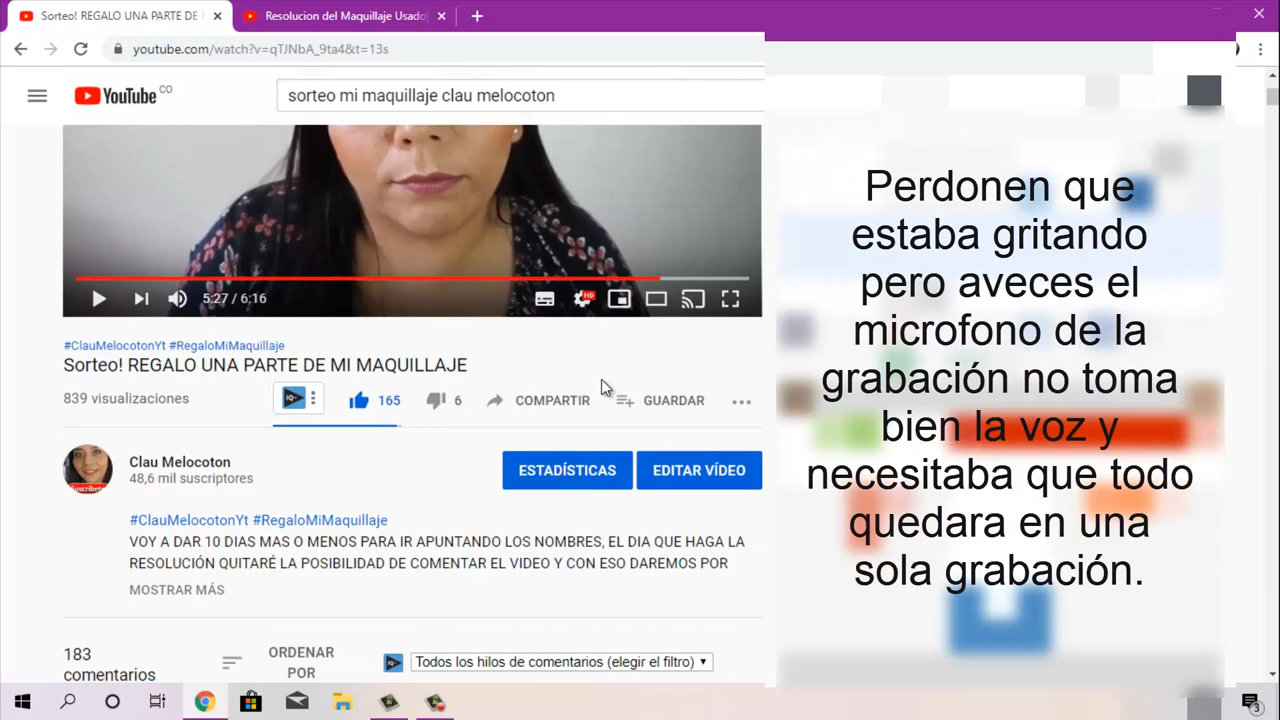 Sorteo! REGALO UNA PARTE DE
Resolucion del Maquillaje Usado
youtube.com/watch?v=qTJNbA_9ta4&t=13s
YouTube CO
sorteo mi maquillaje clau melocoton
5:27 / 6:16
HD
#ClauMelocotonYt #RegaloMiMaquillaje
Sorteo! REGALO UNA PARTE DE MI MAQUILLAJE
839 visualizaciones
165
6
COMPARTIR
GUARDAR
Clau Melocoton
48,6 mil suscriptores
Suscríbete
ESTADÍSTICAS
EDITAR VÍDEO
#ClauMelocotonYt #RegaloMiMaquillaje
VOY A DAR 10 DIAS MAS O MENOS PARA IR APUNTANDO LOS NOMBRES, EL DIA QUE HAGA LA
RESOLUCIÓN QUITARÉ LA POSIBILIDAD DE COMENTAR EL VIDEO Y CON ESO DAREMOS POR
MOSTRAR MÁS
183
comentarios
ORDENAR
POR
Todos los hilos de comentarios (elegir el filtro)
Perdonen que
estaba gritando
pero aveces el
microfono de la
grabación no toma
bien la voz y
necesitaba que todo
quedara en una
sola grabación.
3